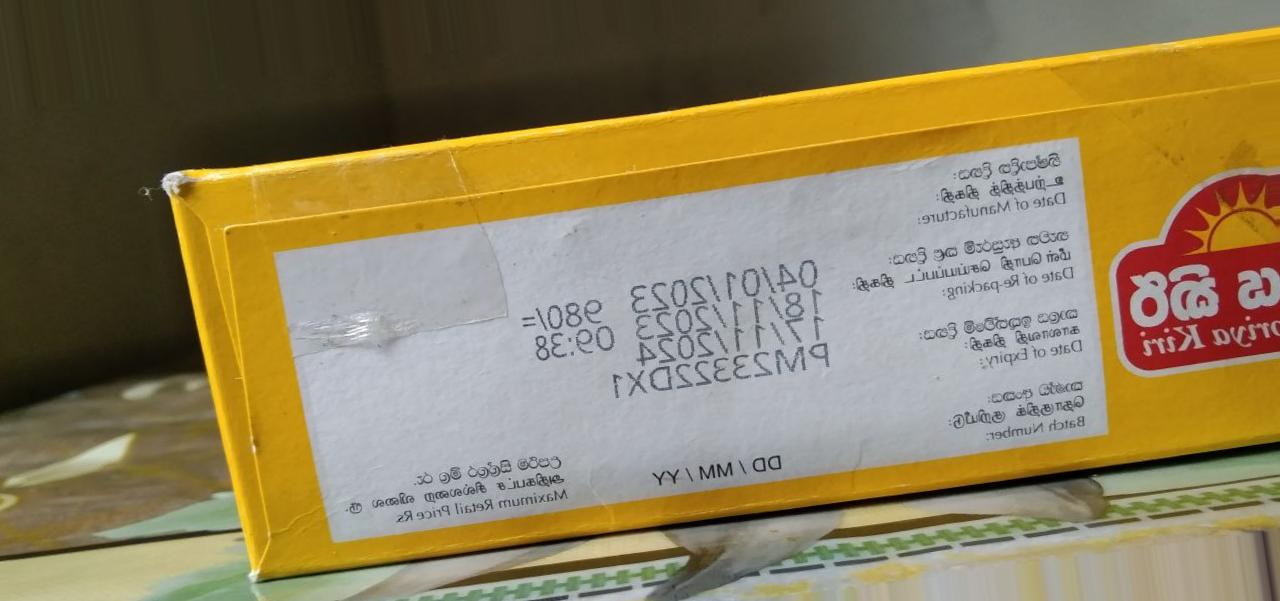 නිෂ්පාදිත දිනය:
உற்பத்தித் திகதி:
Date of Manufacture:
නැවත ඇසුරුම් කළ දිනය:
மீள் பொதி செய்யப்பட்ட திகதி:
Date of Re-packing:
කල්ඉකුත්වීමේ දිනය:
காலாவதி திகதி:
Date of Expiry:
කාණ්ඩ අංකය:
தொகுதிக் குறியீடு:
Batch Number:
04/01/2023 980/=
18/11/2023 09:38
17/11/2024
PM23322DX1
DD / MM / YY
උපරිම සිල්ලර මිල රු.
அதிகபட்ச சில்லறை விலை ரூ.
Maximum Retail Price Rs
කිරි
oriya Kiri